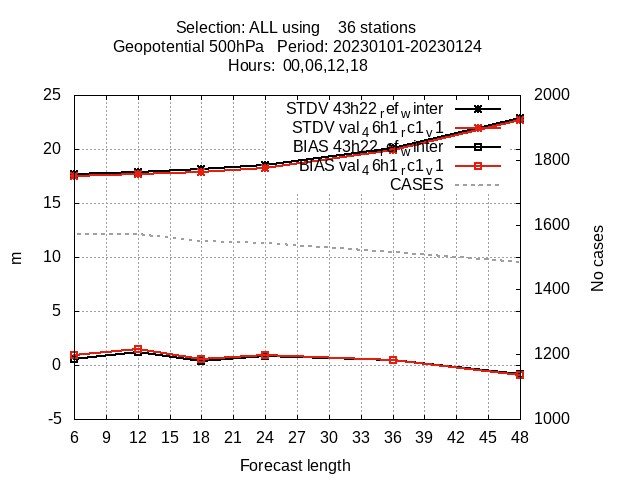 Selection: ALL using    36 stations
Geopotential 500hPa   Period: 20230101-20230124
Hours: 00,06,12,18
25 2000
STDV 43h22_ref_winter
STDV val_46h1_rc1_v1
20 1800
BIAS 43h22_ref_winter
BIAS val_46h1_rc1_v1
CASES
15 1600
m
No cases
10 1400
5
0 1200
-5 1000
6 9 12 15 18 21 24 27 30 33 36 39 42 45 48
Forecast length